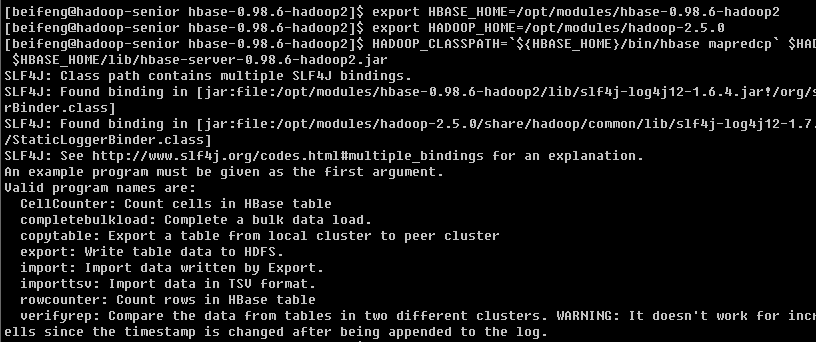 [beifeng@hadoop-senior hbase-0.98.6-hadoop2]$ export HBASE_HOME=/opt/modules/hbase-0.98.6-hadoop2
[beifeng@hadoop-senior hbase-0.98.6-hadoop2]$ export HADOOP_HOME=/opt/modules/hadoop-2.5.0
[beifeng@hadoop-senior hbase-0.98.6-hadoop2]$ HADOOP_CLASSPATH=`${HBASE_HOME}/bin/hbase mapredcp` $HAD
$HBASE_HOME/lib/hbase-server-0.98.6-hadoop2.jar
SLF4J: Class path contains multiple SLF4J bindings.
SLF4J: Found binding in [jar:file:/opt/modules/hbase-0.98.6-hadoop2/lib/slf4j-log4j12-1.6.4.jar!/org/s
rBinder.class]
SLF4J: Found binding in [jar:file:/opt/modules/hadoop-2.5.0/share/hadoop/common/lib/slf4j-log4j12-1.7.
/StaticLoggerBinder.class]
SLF4J: See http://www.slf4j.org/codes.html#multiple_bindings for an explanation.
An example program must be given as the first argument.
Valid program names are:
  CellCounter: Count cells in HBase table
  completebulkload: Complete a bulk data load.
  copytable: Export a table from local cluster to peer cluster
  export: Write table data to HDFS.
  import: Import data written by Export.
  importtsv: Import data in TSV format.
  rowcounter: Count rows in HBase table
  verifyrep: Compare the data from tables in two different clusters. WARNING: It doesn't work for incr
ells since the timestamp is changed after being appended to the log.